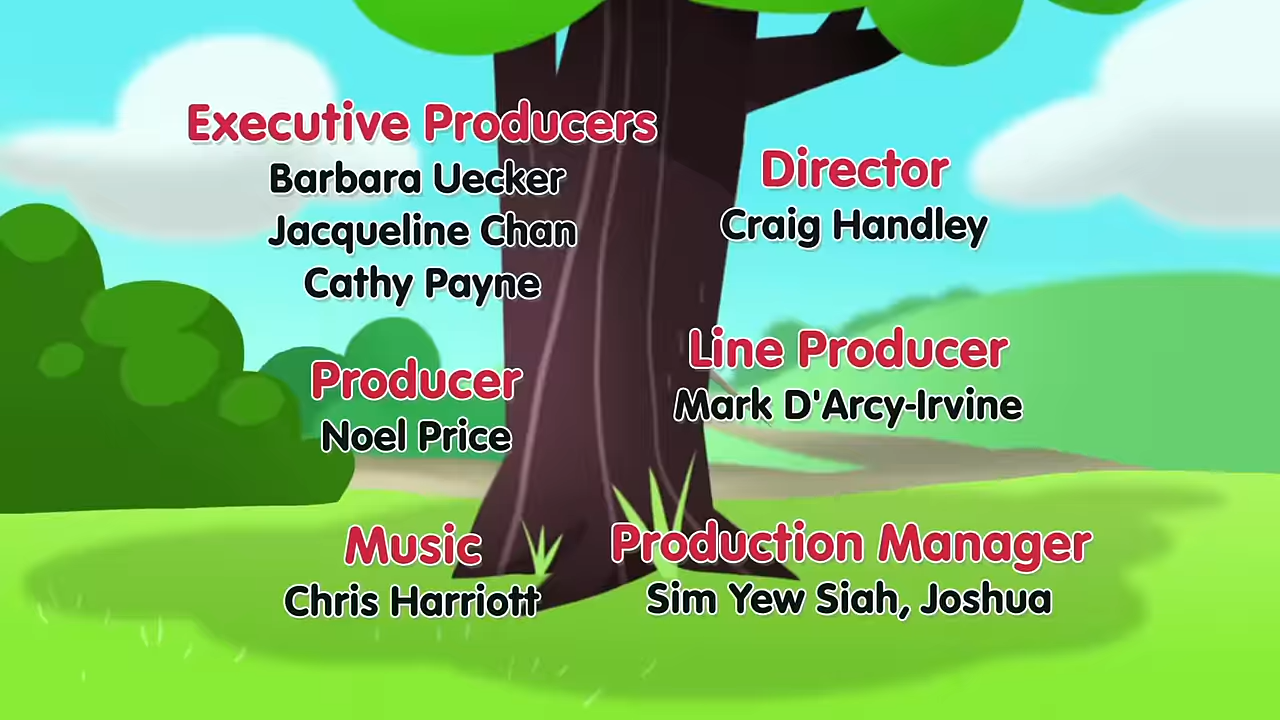 Executive Producers
Barbara Uecker
Jacqueline Chan
Cathy Payne
Producer
Noel Price
Music
Chris Harriott
Director
Craig Handley
Line Producer
Mark D'Arcy-Irvine
Production Manager
Sim Yew Siah, Joshua